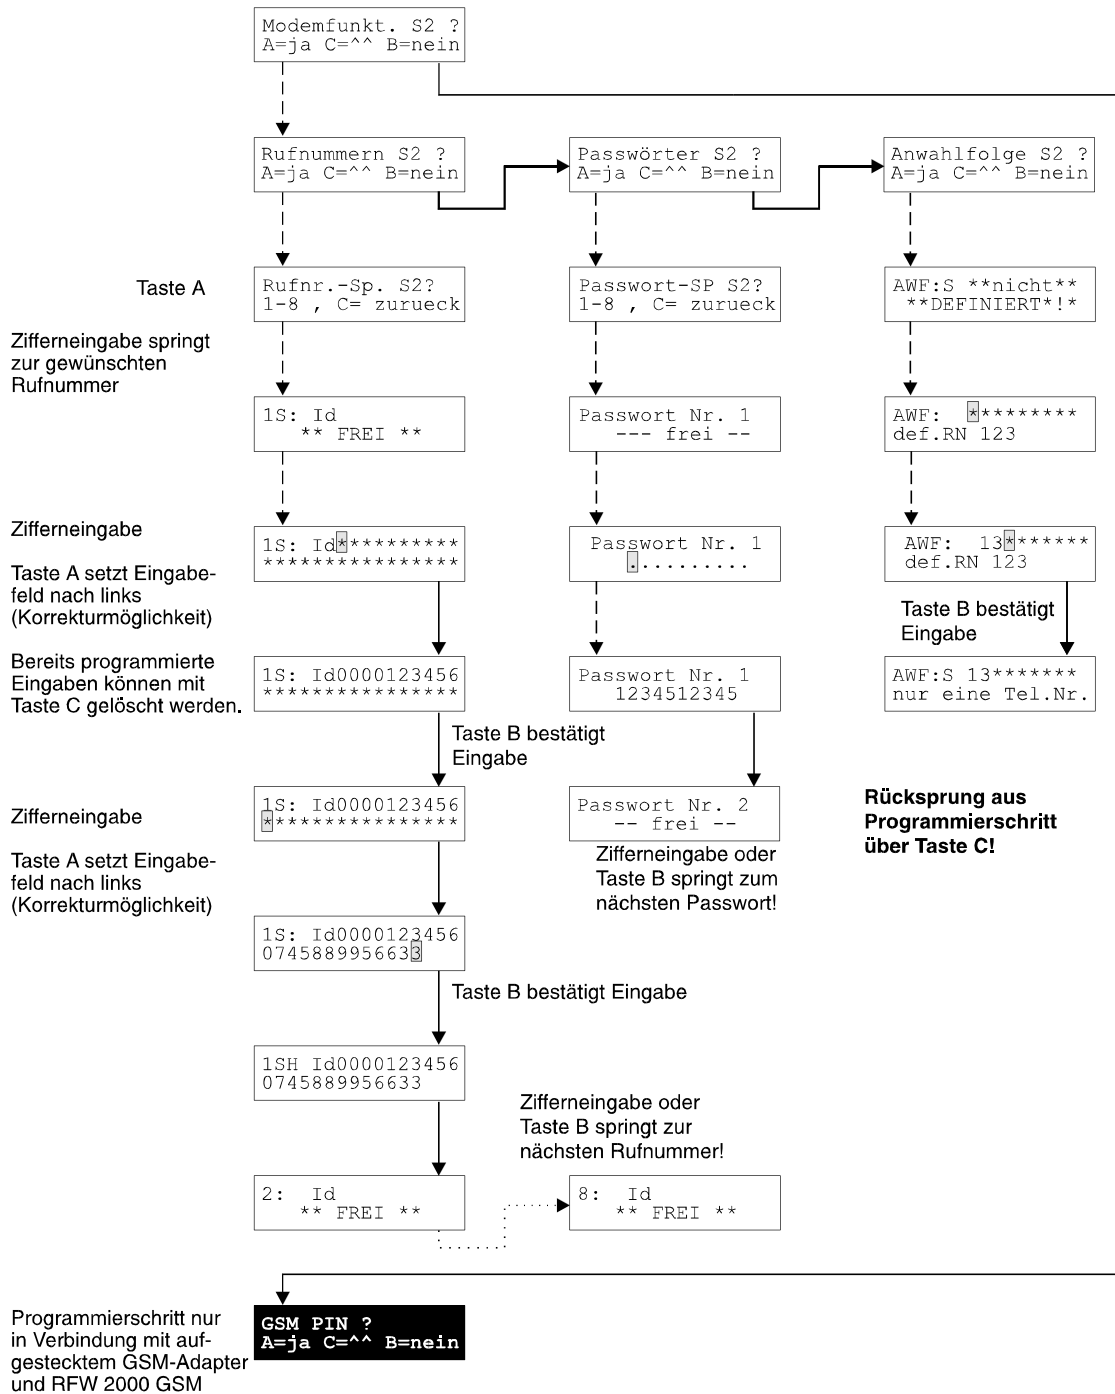 Modemfunkt. S2 ?
A=ja C=^^ B=nein
Rufnummern S2 ?
A=ja C=^^ B=nein
Passwörter S2 ?
A=ja C=^^ B=nein
Anwahlfolge S2 ?
A=ja C=^^ B=nein
Taste A
Rufnr.-Sp. S2?
1-8 , C= zurueck
Passwort-SP S2?
1-8 , C= zurueck
AWF:S **nicht**
**DEFINIERT*!*
Zifferneingabe springt
zur gewünschten
Rufnummer
1S: Id
** FREI **
Passwort Nr. 1
--- frei --
AWF: *********
def.RN 123
Zifferneingabe
Taste A setzt Eingabe-
feld nach links
(Korrekturmöglichkeit)
1S: Id**********
****************
Passwort Nr. 1
..........
AWF: 13*******
def.RN 123
Taste B bestätigt
Eingabe
Bereits programmierte
Eingaben können mit
Taste C gelöscht werden.
1S: Id0000123456
****************
Passwort Nr. 1
1234512345
AWF:S 13*******
nur eine Tel.Nr.
Taste B bestätigt
Eingabe
Zifferneingabe
Taste A setzt Eingabe-
feld nach links
(Korrekturmöglichkeit)
1S: Id0000123456
****************
Passwort Nr. 2
-- frei --
Zifferneingabe oder
Taste B springt zum
nächsten Passwort!
Rücksprung aus
Programmierschritt
über Taste C!
1S: Id0000123456
0745889956633
Taste B bestätigt Eingabe
1SH Id0000123456
0745889956633
Zifferneingabe oder
Taste B springt zur
nächsten Rufnummer!
2: Id
** FREI **
8: Id
** FREI **
Programmierschritt nur
in Verbindung mit auf-
gestecktem GSM-Adapter
und RFW 2000 GSM
GSM PIN ?
A=ja C=^^ B=nein